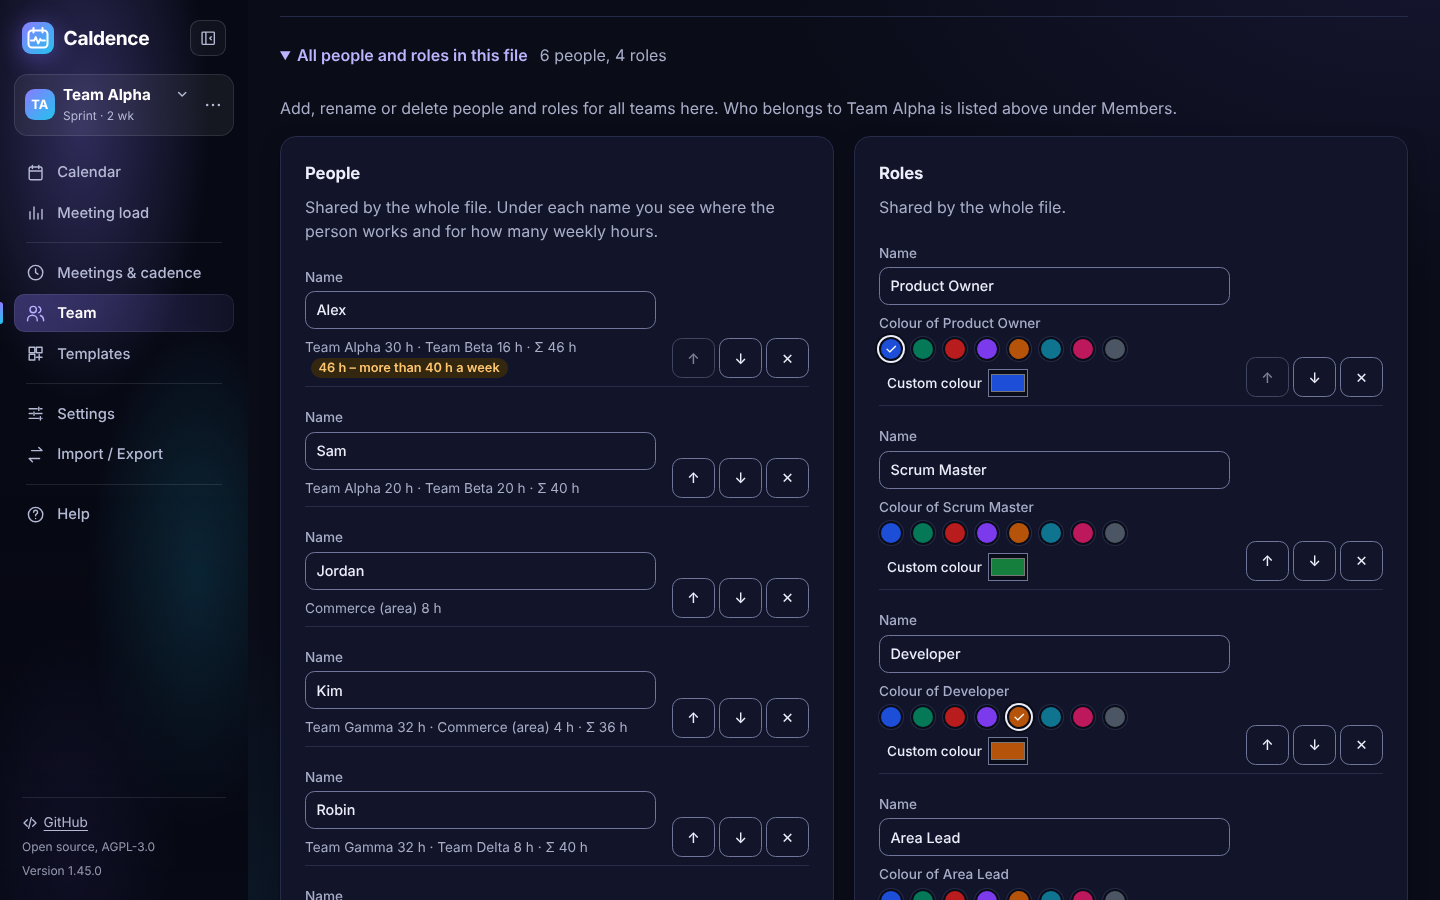 Caldence
TA
Team Alpha
Sprint · 2 wk
Calendar
Meeting load
Meetings & cadence
Team
Templates
Settings
Import / Export
Help
GitHub
Open source, AGPL-3.0
Version 1.45.0
All people and roles in this file 6 people, 4 roles
Add, rename or delete people and roles for all teams here. Who belongs to Team Alpha is listed above under Members.
People
Shared by the whole file. Under each name you see where the
person works and for how many weekly hours.
Name
Alex
Team Alpha 30 h · Team Beta 16 h · Σ 46 h
46 h – more than 40 h a week
Name
Sam
Team Alpha 20 h · Team Beta 20 h · Σ 40 h
Name
Jordan
Commerce (area) 8 h
Name
Kim
Team Gamma 32 h · Commerce (area) 4 h · Σ 36 h
Name
Robin
Team Gamma 32 h · Team Delta 8 h · Σ 40 h
Name
Roles
Shared by the whole file.
Name
Product Owner
Colour of Product Owner
Custom colour
Name
Scrum Master
Colour of Scrum Master
Custom colour
Name
Developer
Colour of Developer
Custom colour
Name
Area Lead
Colour of Area Lead